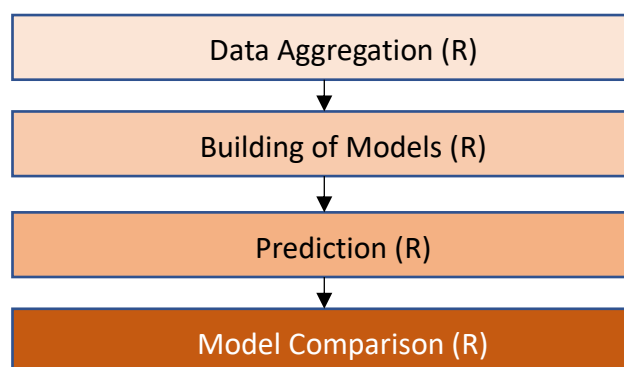 Data Aggregation (R)
Building of Models (R)
Prediction (R)
Model Comparison (R)